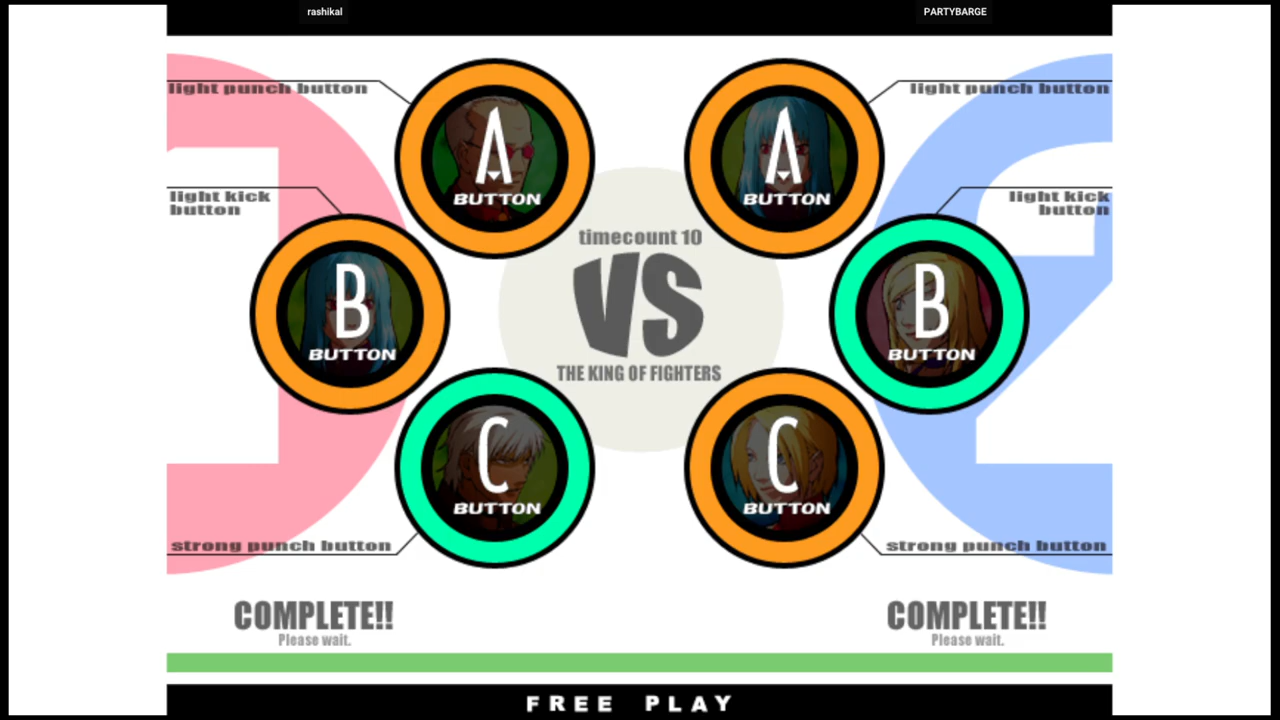 rashikal
PARTYBARGE
light punch button
light punch button
A
BUTTON
A
BUTTON
light kick
button
light kick
button
timecount 10
VS
THE KING OF FIGHTERS
B
BUTTON
B
BUTTON
C
BUTTON
C
BUTTON
strong punch button
strong punch button
COMPLETE!!
Please wait.
COMPLETE!!
Please wait.
FREE PLAY
1
2